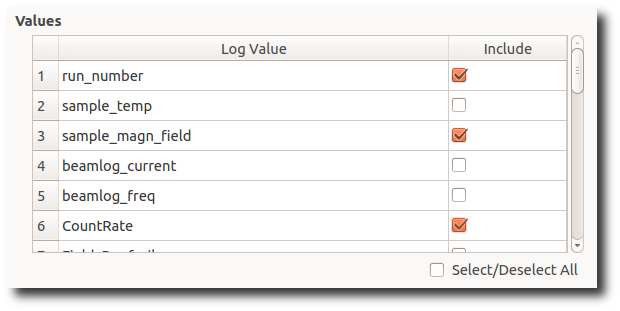 Values
Log Value Include
1 run_number
2 sample_temp
3 sample_magn_field
4 beamlog_current
5 beamlog_freq
6 CountRate
Select/Deselect All